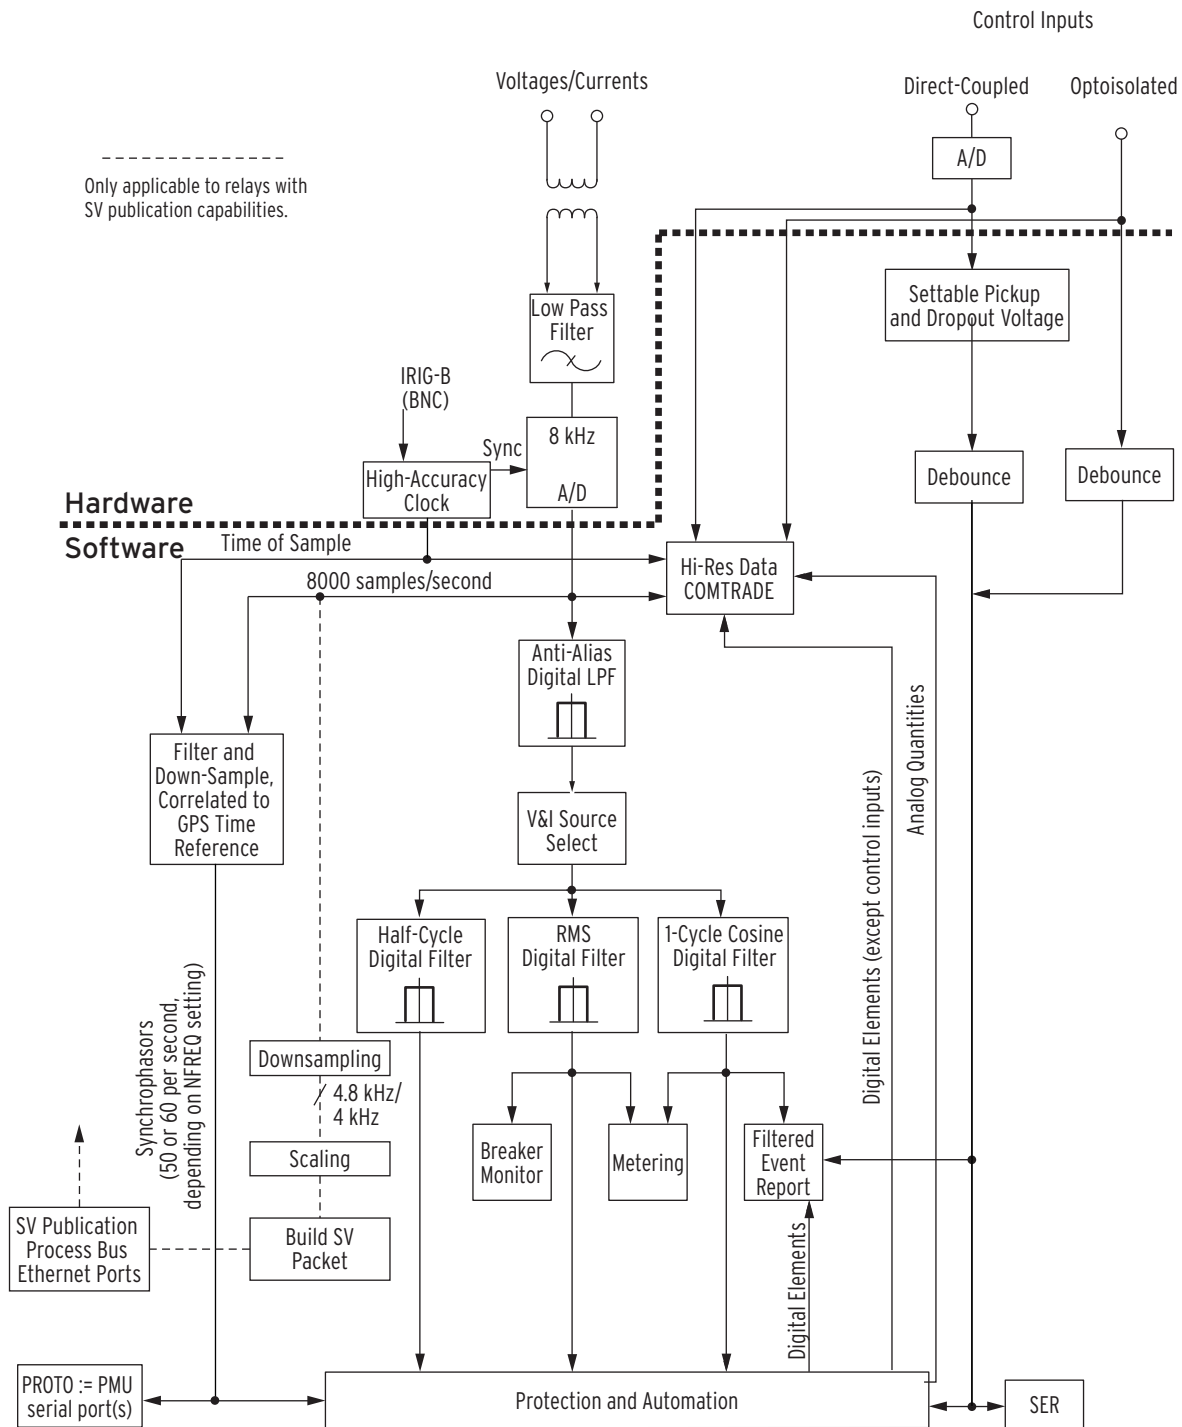 Control Inputs
Voltages/Currents
Direct-Coupled
Optoisolated
A/D
Only applicable to relays with
SV publication capabilities.
Settable Pickup
and Dropout Voltage
Low Pass
Filter
IRIG-B
(BNC)
8 kHz
A/D
Sync
High-Accuracy
Clock
Debounce
Debounce
Hardware
Software
Time of Sample
8000 samples/second
Hi-Res Data
COMTRADE
Anti-Alias
Digital LPF
Filter and
Down-Sample,
Correlated to
GPS Time
Reference
V&I Source
Select
Analog Quantities
Digital Elements (except control inputs)
Half-Cycle
Digital Filter
RMS
Digital Filter
1-Cycle Cosine
Digital Filter
Synchrophasors
(50 or 60 per second,
depending on NFREQ setting)
Downsampling
4.8 kHz/
4 kHz
Scaling
Breaker
Monitor
Metering
Filtered
Event
Report
SV Publication
Process Bus
Ethernet Ports
Build SV
Packet
Digital Elements
PROTO := PMU
serial port(s)
Protection and Automation
SER